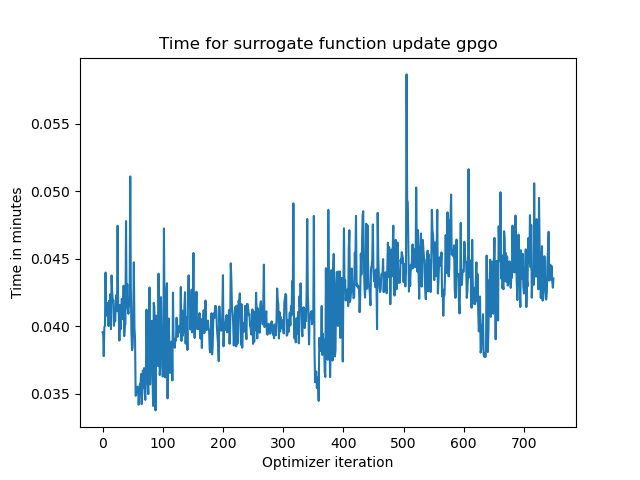 Time for surrogate function update gpgo
Time in minutes
0.055
0.050
0.045
0.040
0.035
0 100 200 300 400 500 600 700
Optimizer iteration